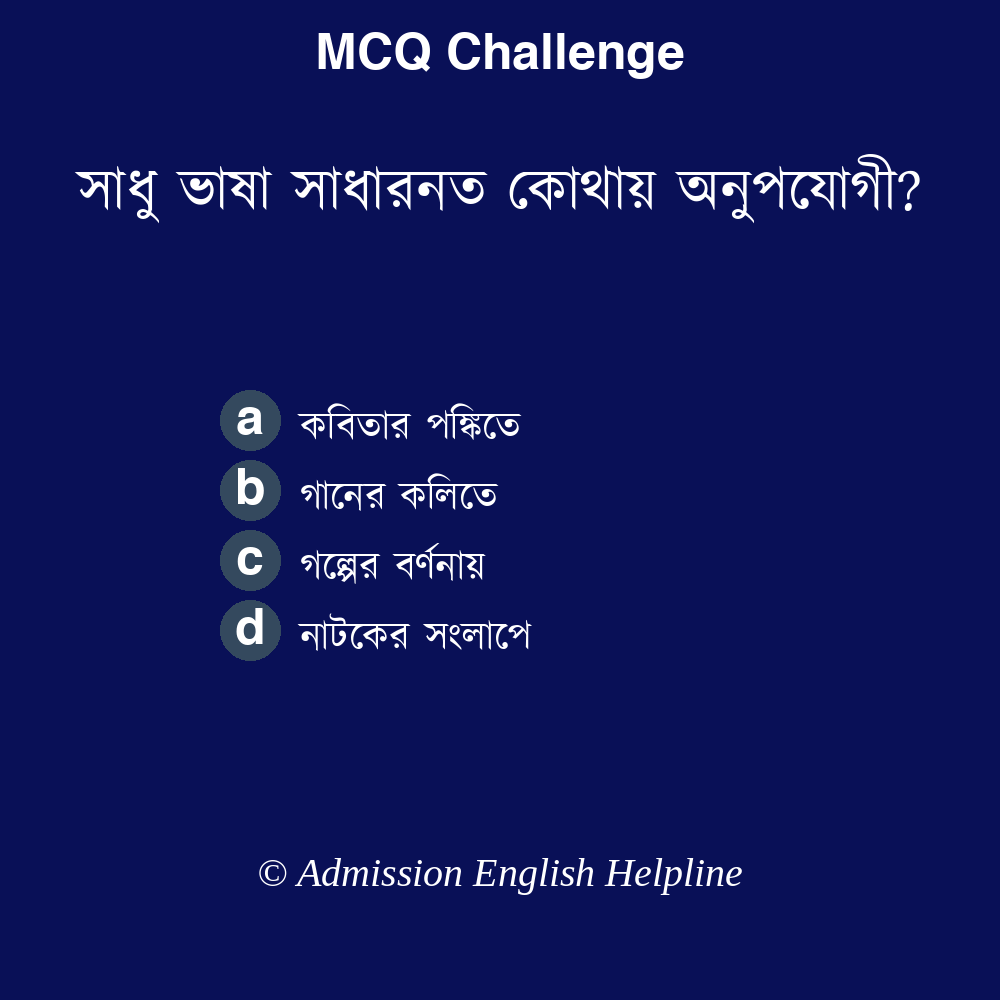 MCQ Challenge
সাধু ভাষা সাধারনত কোথায় অনুপযোগী?
a কবিতার পঙ্কিতে
b গানের কলিতে
c গল্পের বর্ণনায়
d নাটকের সংলাপে
© Admission English Helpline